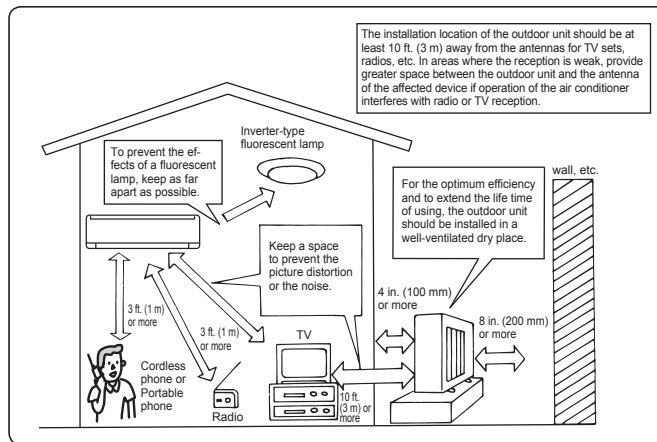 The installation location of the outdoor unit should be at
least 10 ft. (3 m) away from the antennas for TV sets,
radios, etc. In areas where the reception is weak, provide
greater space between the outdoor unit and the antenna
of the affected device if operation of the air conditioner
interferes with radio or TV reception.
Inverter-type
fluorescent lamp
To prevent the ef-
fects of a fluorescent
lamp, keep as far
apart as possible.
wall, etc.
For the optimum efficiency
and to extend the life time
of using, the outdoor unit
should be installed in a
well-ventilated dry place.
Keep a space
to prevent the
picture distortion
or the noise.
4 in. (100 mm)
or more
8 in. (200 mm)
or more
3 ft. (1 m)
or more
3 ft. (1 m)
or more
TV
Cordless
phone or
Portable
phone
Radio
10 ft.
(3 m) or
more